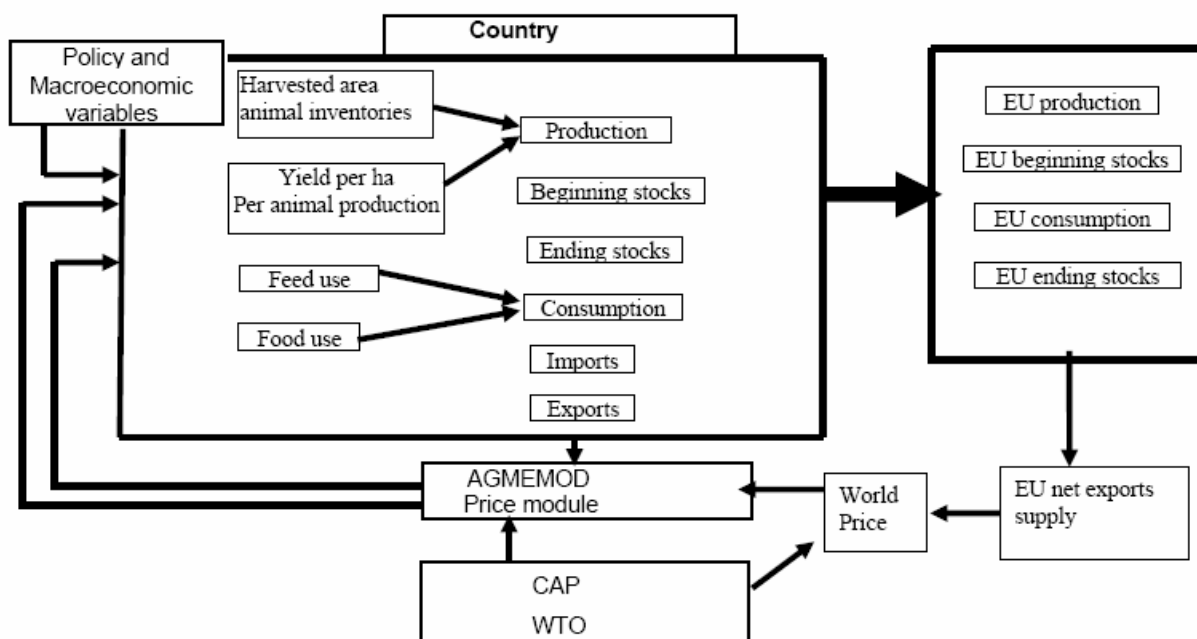 Country
Policy and
Macroeconomic
variables
Harvested area
animal inventories
Production
Yield per ha
Per animal production
Beginning stocks
Ending stocks
Feed use
Consumption
Food use
Imports
Exports
EU production
EU beginning stocks
EU consumption
EU ending stocks
AGMEMOD
Price module
World
Price
EU net exports
supply
CAP
WTO